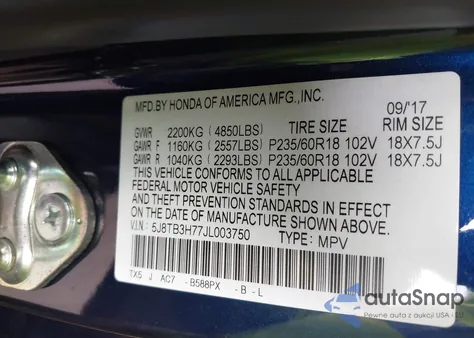 MFD.BY HONDA OF AMERICA MFG.,INC. 09/'17
GVWR 2200KG (4850LBS) TIRE SIZE RIM SIZE
GAWR F 1160KG (2557LBS) P235/60R18 102V 18X7.5J
GAWR R 1040KG (2293LBS) P235/60R18 102V 18X7.5J
THIS VEHICLE CONFORMS TO ALL APPLICABLE
FEDERAL MOTOR VEHICLE SAFETY
AND THEFT PREVENTION STANDARDS IN EFFECT ON
THE DATE OF MANUFACTURE SHOWN ABOVE.
V.I.N: 5J8TB3H77JL003750 TYPE: MPV
TX5 J AC7 -B588PX -B -L
autoSnap
Pewne auta z aukcji USA i EU